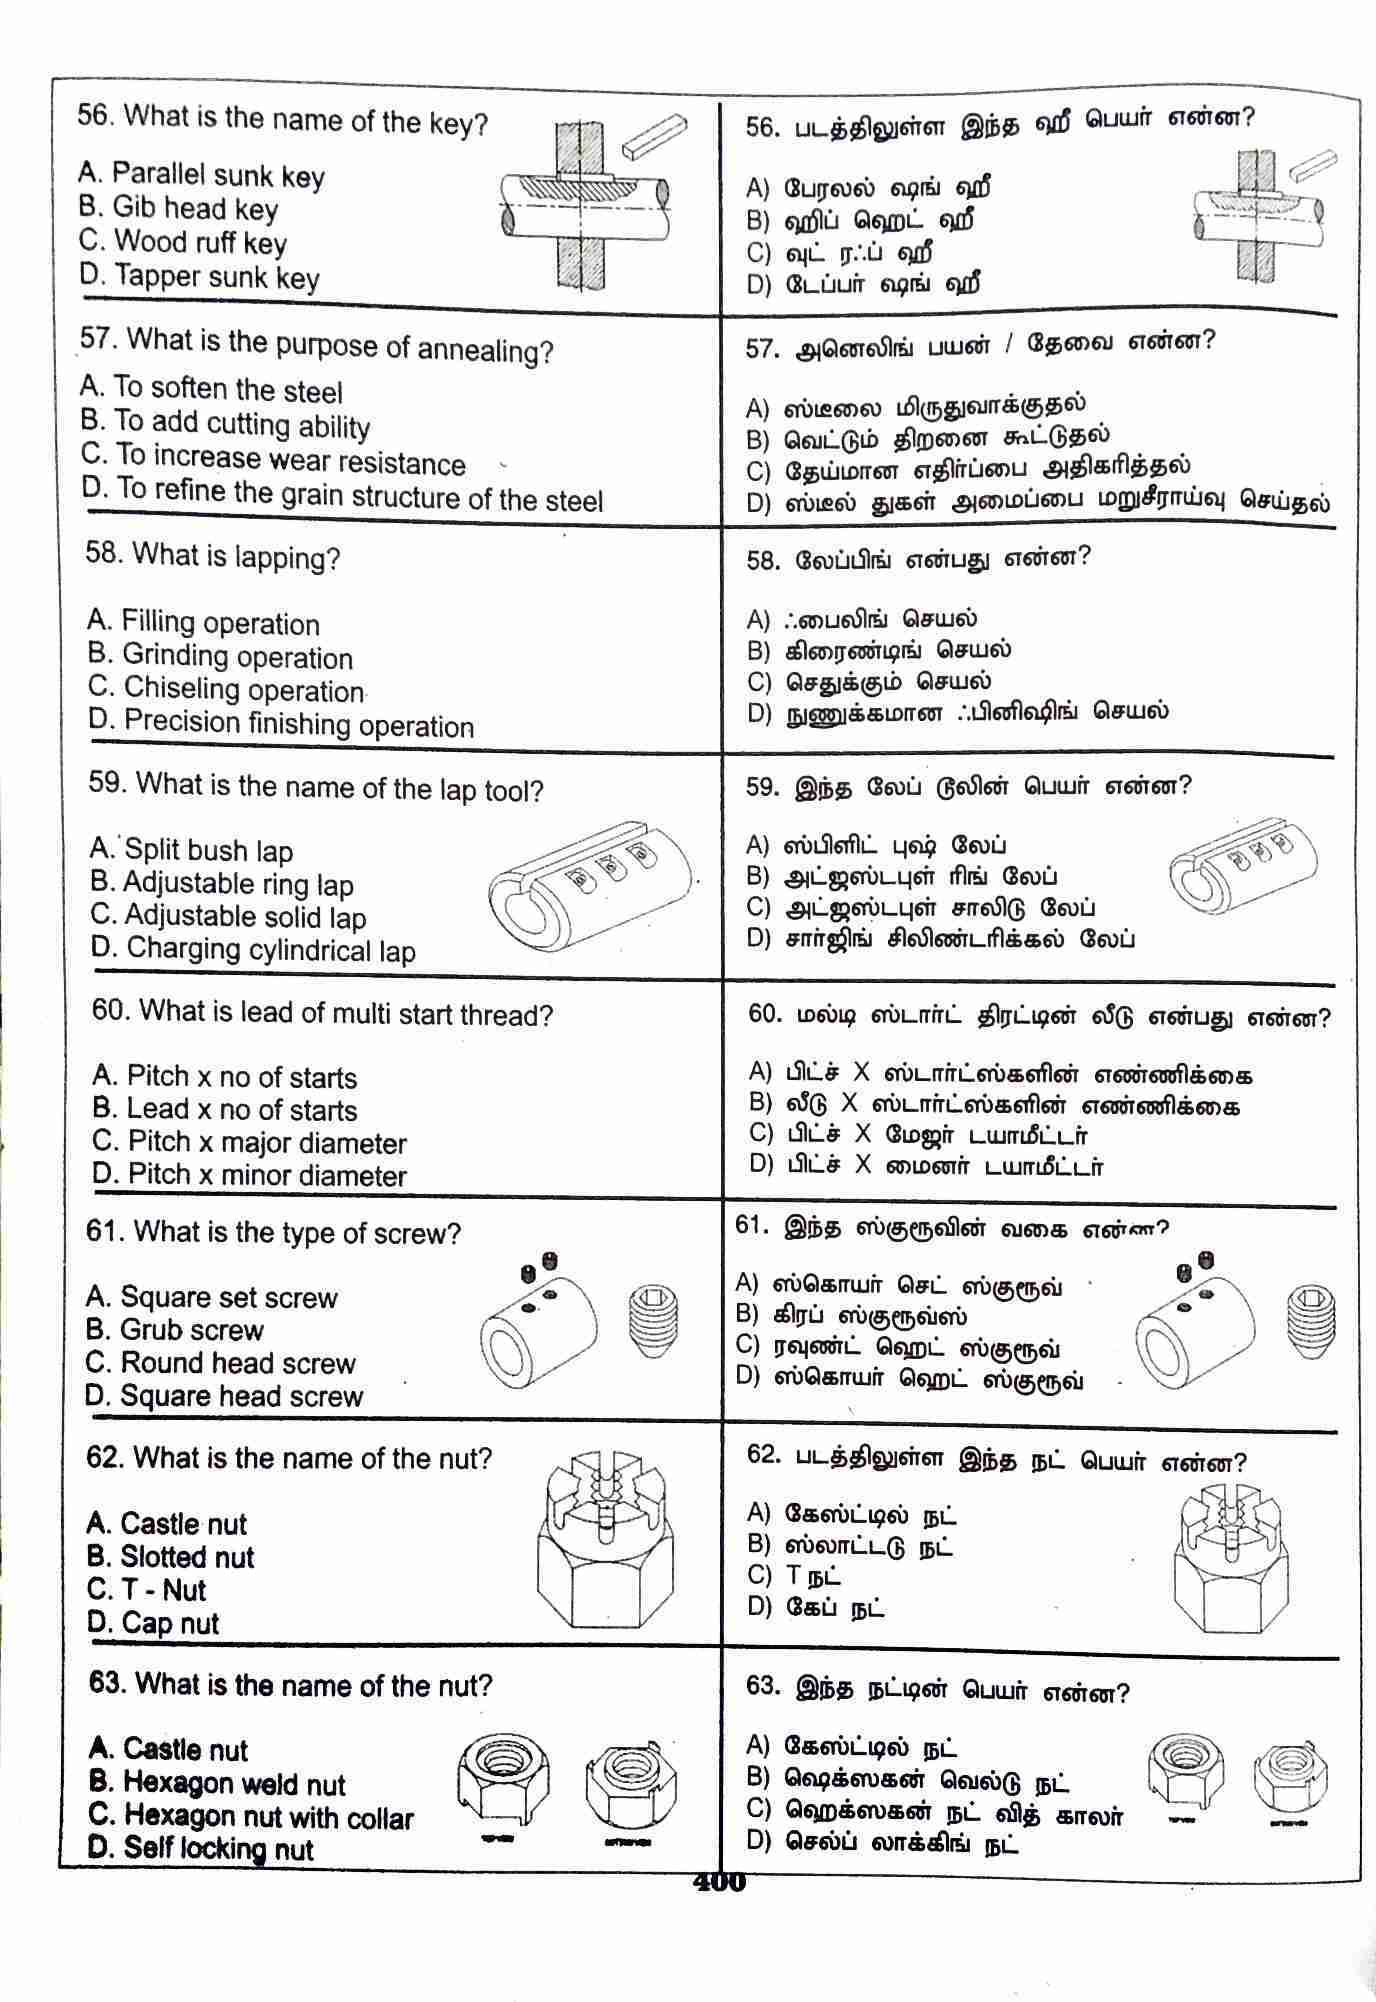 56. What is the name of the key?
A. Parallel sunk key
B. Gib head key
C. Wood ruff key
D. Tapper sunk key
57. What is the purpose of annealing?
A. To soften the steel
B. To add cutting ability
C. To increase wear resistance
D. To refine the grain structure of the steel
58. What is lapping?
A. Filling operation
B. Grinding operation
C. Chiseling operation
D. Precision finishing operation
59. What is the name of the lap tool?
A. Split bush lap
B. Adjustable ring lap
C. Adjustable solid lap
D. Charging cylindrical lap
60. What is lead of multi start thread?
A. Pitch x no of starts
B. Lead x no of starts
C. Pitch x major diameter
D. Pitch x minor diameter
61. What is the type of screw?
A. Square set screw
B. Grub screw
C. Round head screw
D. Square head screw
62. What is the name of the nut?
A. Castle nut
B. Slotted nut
C. T - Nut
D. Cap nut
63. What is the name of the nut?
A. Castle nut
B. Hexagon weld nut
C. Hexagon nut with collar
D. Self locking nut
56. படத்திலுள்ள இந்த ஹீ பெயர் என்ன?
A) பேரலல் ஷங் ஹீ
B) ஹிப் ஹெட் ஹீ
C) வுட் ரஃப் ஹீ
D) டேப்பர் ஷங் ஹீ
57. அனெலிங் பயன் / தேவை என்ன?
A) ஸ்டீலை மிருதுவாக்குதல்
B) வெட்டும் திறனை கூட்டுதல்
C) தேய்மான எதிர்ப்பை அதிகரித்தல்
D) ஸ்டீல் துகள் அமைப்பை மறுசீராய்வு செய்தல்
58. லேப்பிங் என்பது என்ன?
A) ஃபைலிங் செயல்
B) கிரைண்டிங் செயல்
C) செதுக்கும் செயல்
D) நுணுக்கமான ஃபினிஷிங் செயல்
59. இந்த லேப் டூலின் பெயர் என்ன?
A) ஸ்பிளிட் புஷ் லேப்
B) அட்ஜஸ்டபுள் ரிங் லேப்
C) அட்ஜஸ்டபுள் சாலிடு லேப்
D) சார்ஜிங் சிலிண்டரிக்கல் லேப்
60. மல்டி ஸ்டார்ட் திரட்டின் லீடு என்பது என்ன?
A) பிட்ச் X ஸ்டார்ட்ஸ்களின் எண்ணிக்கை
B) லீடு X ஸ்டார்ட்ஸ்களின் எண்ணிக்கை
C) பிட்ச் X மேஜர் டயாமீட்டர்
D) பிட்ச் X மைனர் டயாமீட்டர்
61. இந்த ஸ்குரூவின் வகை என்ன?
A) ஸ்கொயர் செட் ஸ்குரூவ்
B) கிரப் ஸ்குரூவ்ஸ்
C) ரவுண்ட் ஹெட் ஸ்குரூவ்
D) ஸ்கொயர் ஹெட் ஸ்குரூவ்
62. படத்திலுள்ள இந்த நட் பெயர் என்ன?
A) கேஸ்ட்டில் நட்
B) ஸ்லாட்டடு நட்
C) T நட்
D) கேப் நட்
63. இந்த நட்டின் பெயர் என்ன?
A) கேஸ்ட்டில் நட்
B) ஷெக்ஸகன் வெல்டு நட்
C) ஹெக்ஸகன் நட் வித் காலர்
D) செல்ப் லாக்கிங் நட்
400